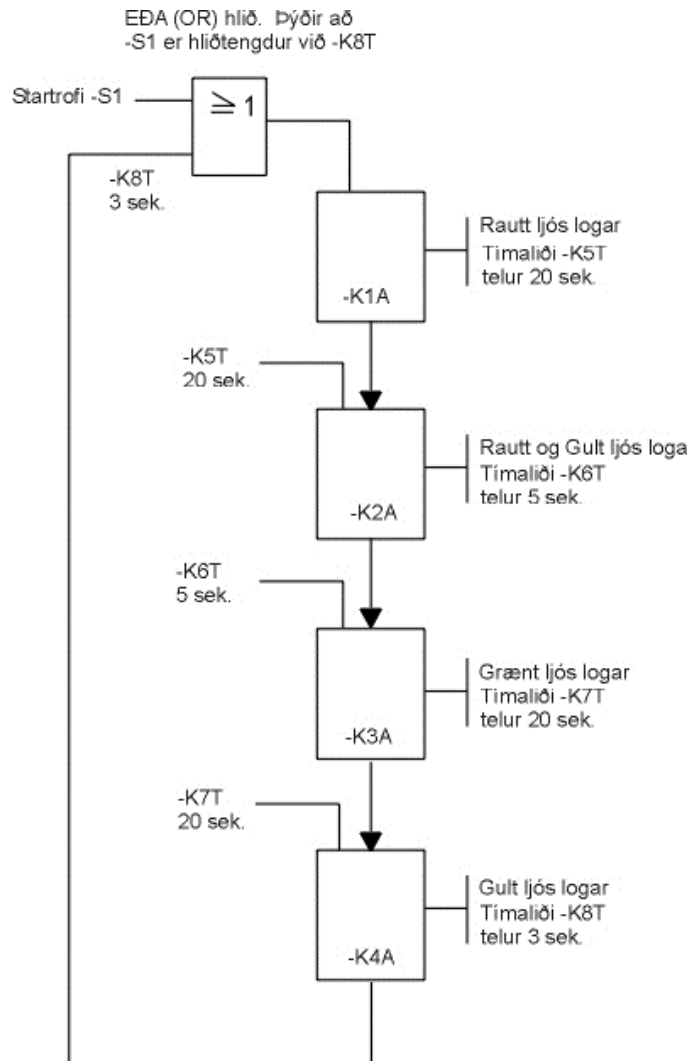 EÐA (OR) hlið. Þýðir að
-S1 er hliðtengdur við -K8T
Startrofi -S1
≧ 1
-K8T
3 sek.
-K1A
Rautt ljós logar
Timaliði -K5T
telur 20 sek.
-K5T
20 sek.
-K2A
Rautt og Gult ljós loga
Tímaliði -K6T
telur 5 sek.
-K6T
5 sek.
-K3A
Grænt ljós logar
Timaliði -K7T
telur 20 sek.
-K7T
20 sek.
-K4A
Gult ljós logar
Tímaliði -K8T
telur 3 sek.